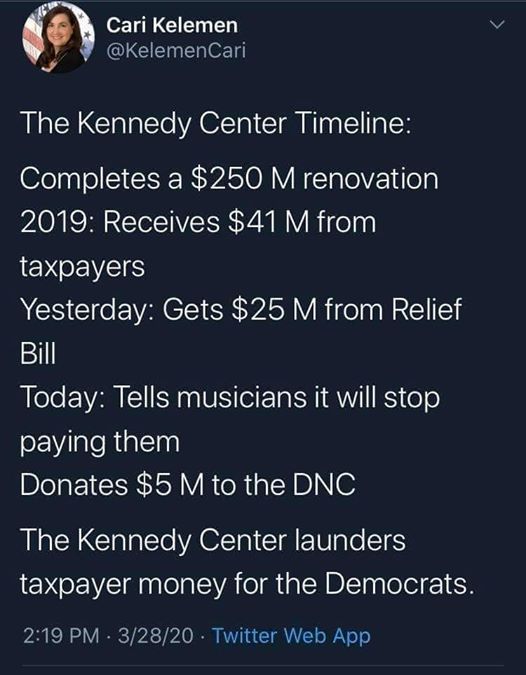 Cari Kelemen
@KelemenCari
The Kennedy Center Timeline:
Completes a $250 M renovation
2019: Receives $41 M from
taxpayers
Yesterday: Gets $25 M from Relief
Bill
Today: Tells musicians it will stop
paying them
Donates $5 M to the DNC
The Kennedy Center launders
taxpayer money for the Democrats.
2:19 PM · 3/28/20 · Twitter Web App